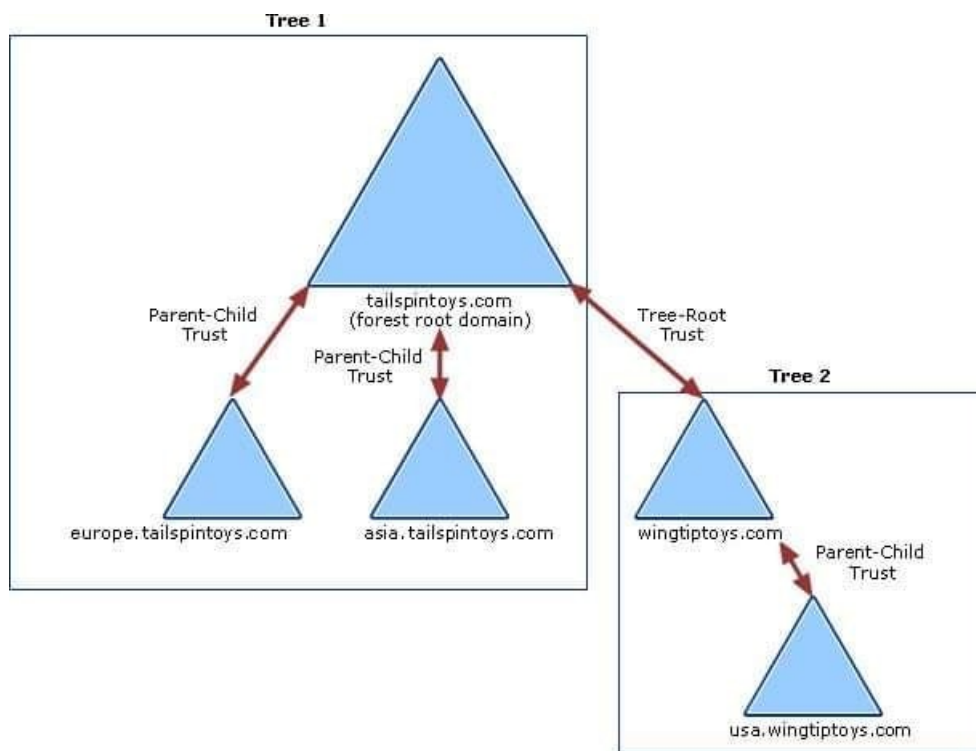 Tree 1
tailspintoys.com
(forest root domain)
Parent-Child
Trust
Parent-Child
Trust
Tree-Root
Trust
europe.tailspintoys.com
asia.tailspintoys.com
Tree 2
wingtiptoys.com
Parent-Child
Trust
usa.wingtiptoys.com